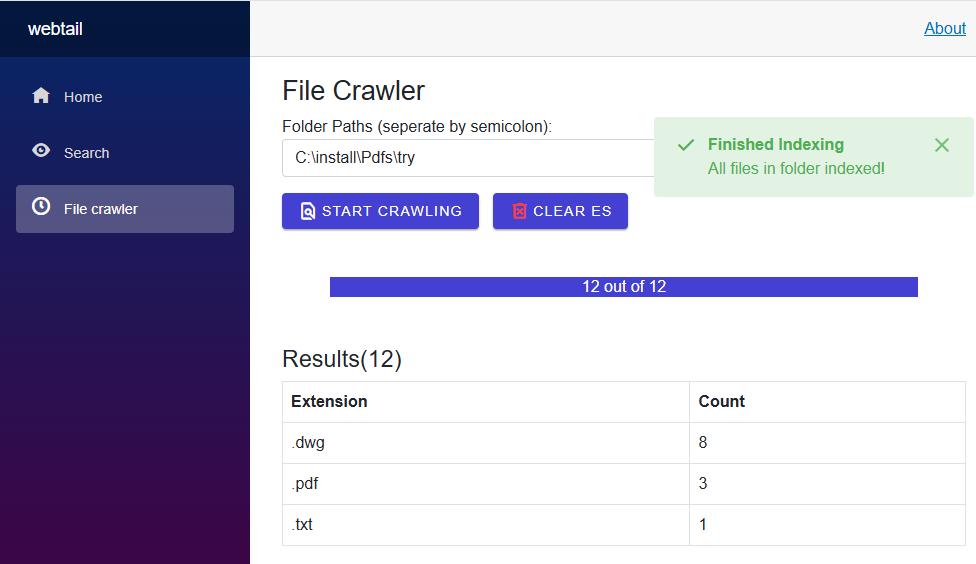 webtail
About
Home
Search
File crawler
File Crawler
Folder Paths (seperate by semicolon):
C:\install\Pdfs\try
Finished Indexing
All files in folder indexed!
START CRAWLING
CLEAR ES
12 out of 12
Results(12)
Extension Count
.dwg 8
.pdf 3
.txt 1